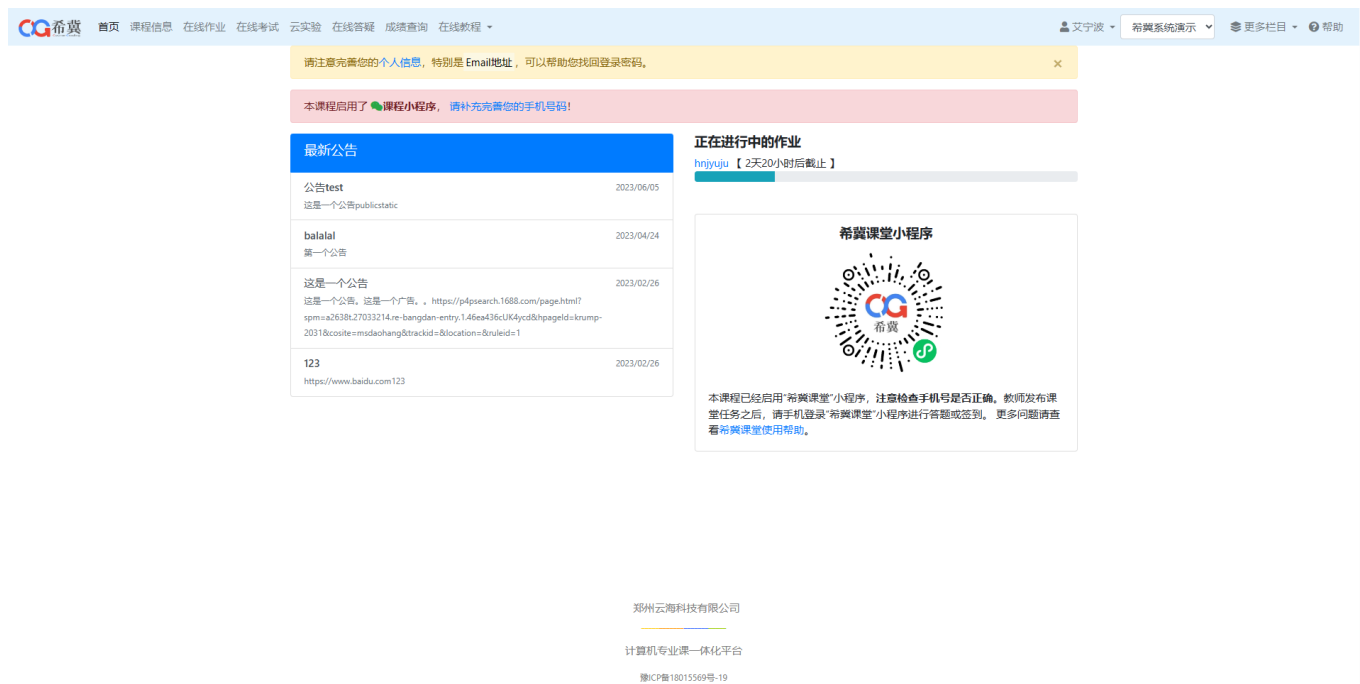 希冀 首页 课程信息 在线作业 在线考试 云实验 在线答疑 成绩查询 在线教程 艾宁波 希冀系统演示 更多栏目 帮助
请注意完善您的个人信息，特别是 Email地址 ，可以帮助您找回登录密码。 ×
本课程启用了 课程小程序， 请补充完善您的手机号码！
最新公告
公告test 2023/06/05
这是一个公告publicstatic
balalal 2023/04/24
第一个公告
这是一个公告 2023/02/26
这是一个公告。这是一个广告。。https://p4psearch.1688.com/page.html?
spm=a2638t.27033214.re-bangdan-entry.1.46ea436cUK4ycd&hpageId=krump-
2031&cosite=msdaohang&trackid=&location=&ruleid=1
123 2023/02/26
https://www.baidu.com123
正在进行中的作业
hnjyuju 【 2天20小时后截止 】
希冀课堂小程序
希冀
本课程已经启用“希冀课堂”小程序，注意检查手机号是否正确。教师发布课
堂任务之后，请手机登录“希冀课堂”小程序进行答题或签到。 更多问题请查
看希冀课堂使用帮助。
郑州云海科技有限公司
计算机专业课一体化平台
豫ICP备18015569号-19